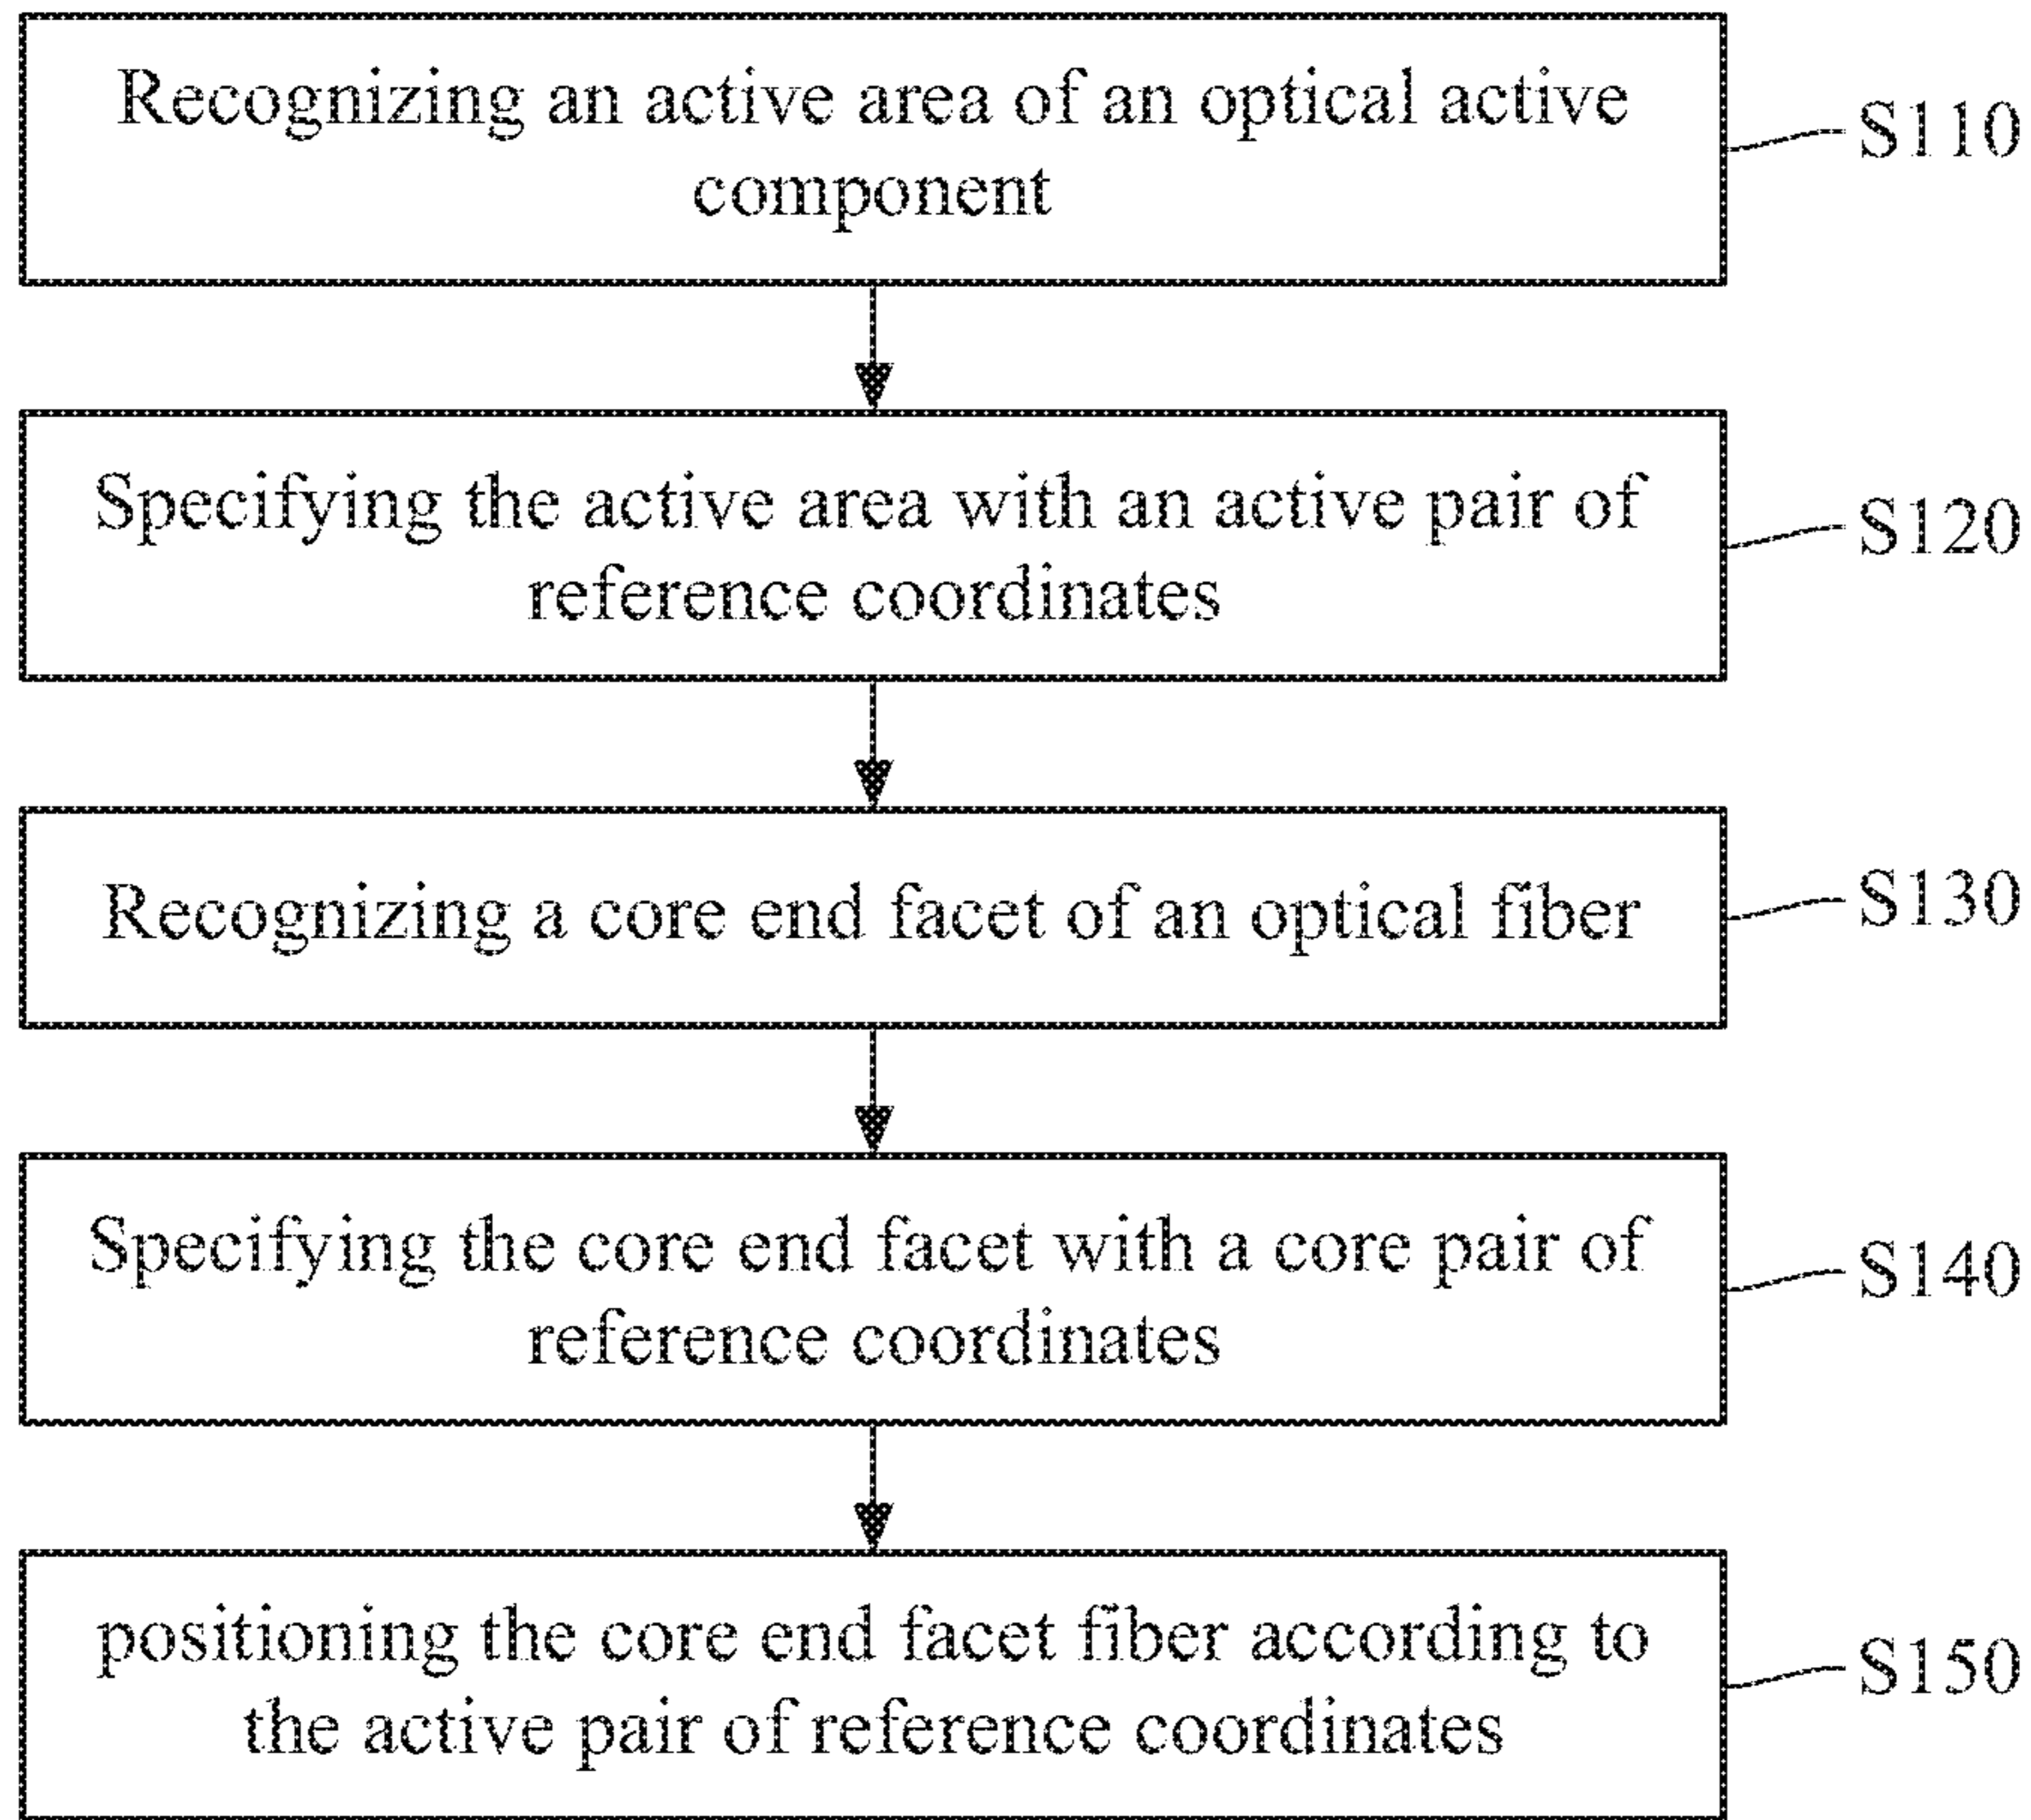 Recognizing an active area of an optical active
component
S110
Specifying the active area with an active pair of
reference coordinates
S120
Recognizing a core end facet of an optical fiber
S130
Specifying the core end facet with a core pair of
reference coordinates
S140
positioning the core end facet fiber according to
the active pair of reference coordinates
S150